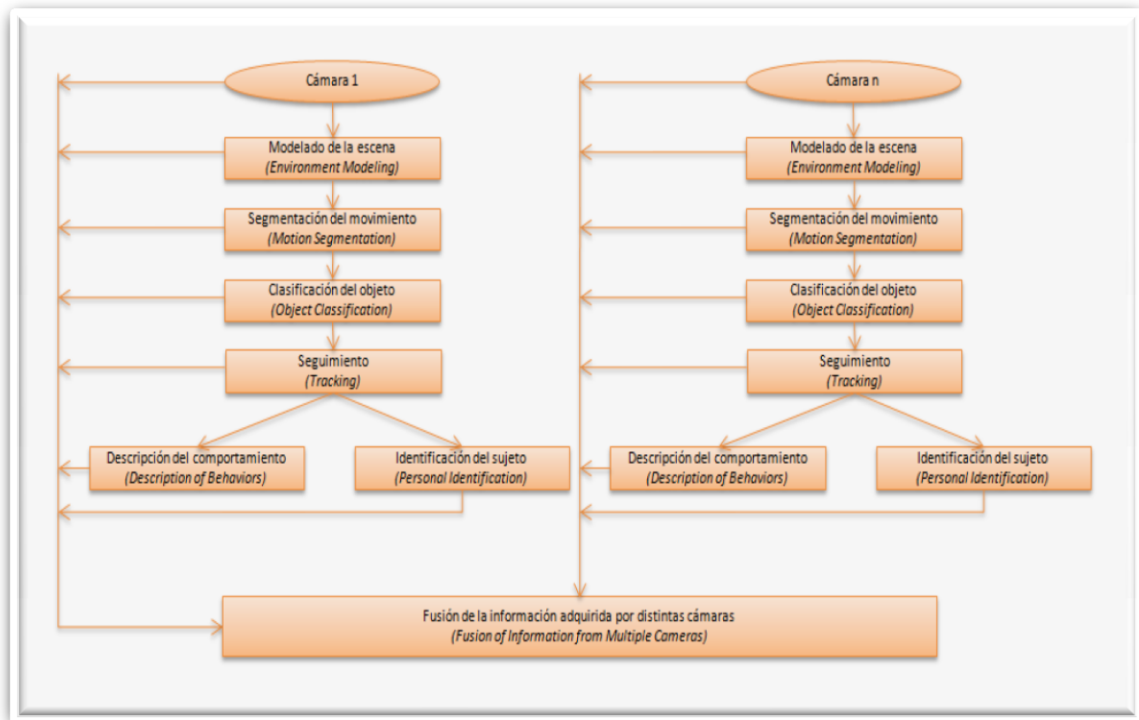 Cámara 1
Modelado de la escena
(Environment Modeling)
Segmentación del movimiento
(Motion Segmentation)
Clasificación del objeto
(Object Classification)
Seguimiento
(Tracking)
Descripción del comportamiento
(Description of Behaviors)
Identificación del sujeto
(Personal Identification)
Cámara n
Modelado de la escena
(Environment Modeling)
Segmentación del movimiento
(Motion Segmentation)
Clasificación del objeto
(Object Classification)
Seguimiento
(Tracking)
Descripción del comportamiento
(Description of Behaviors)
Identificación del sujeto
(Personal Identification)
Fusión de la información adquirida por distintas cámaras
(Fusion of Information from Multiple Cameras)